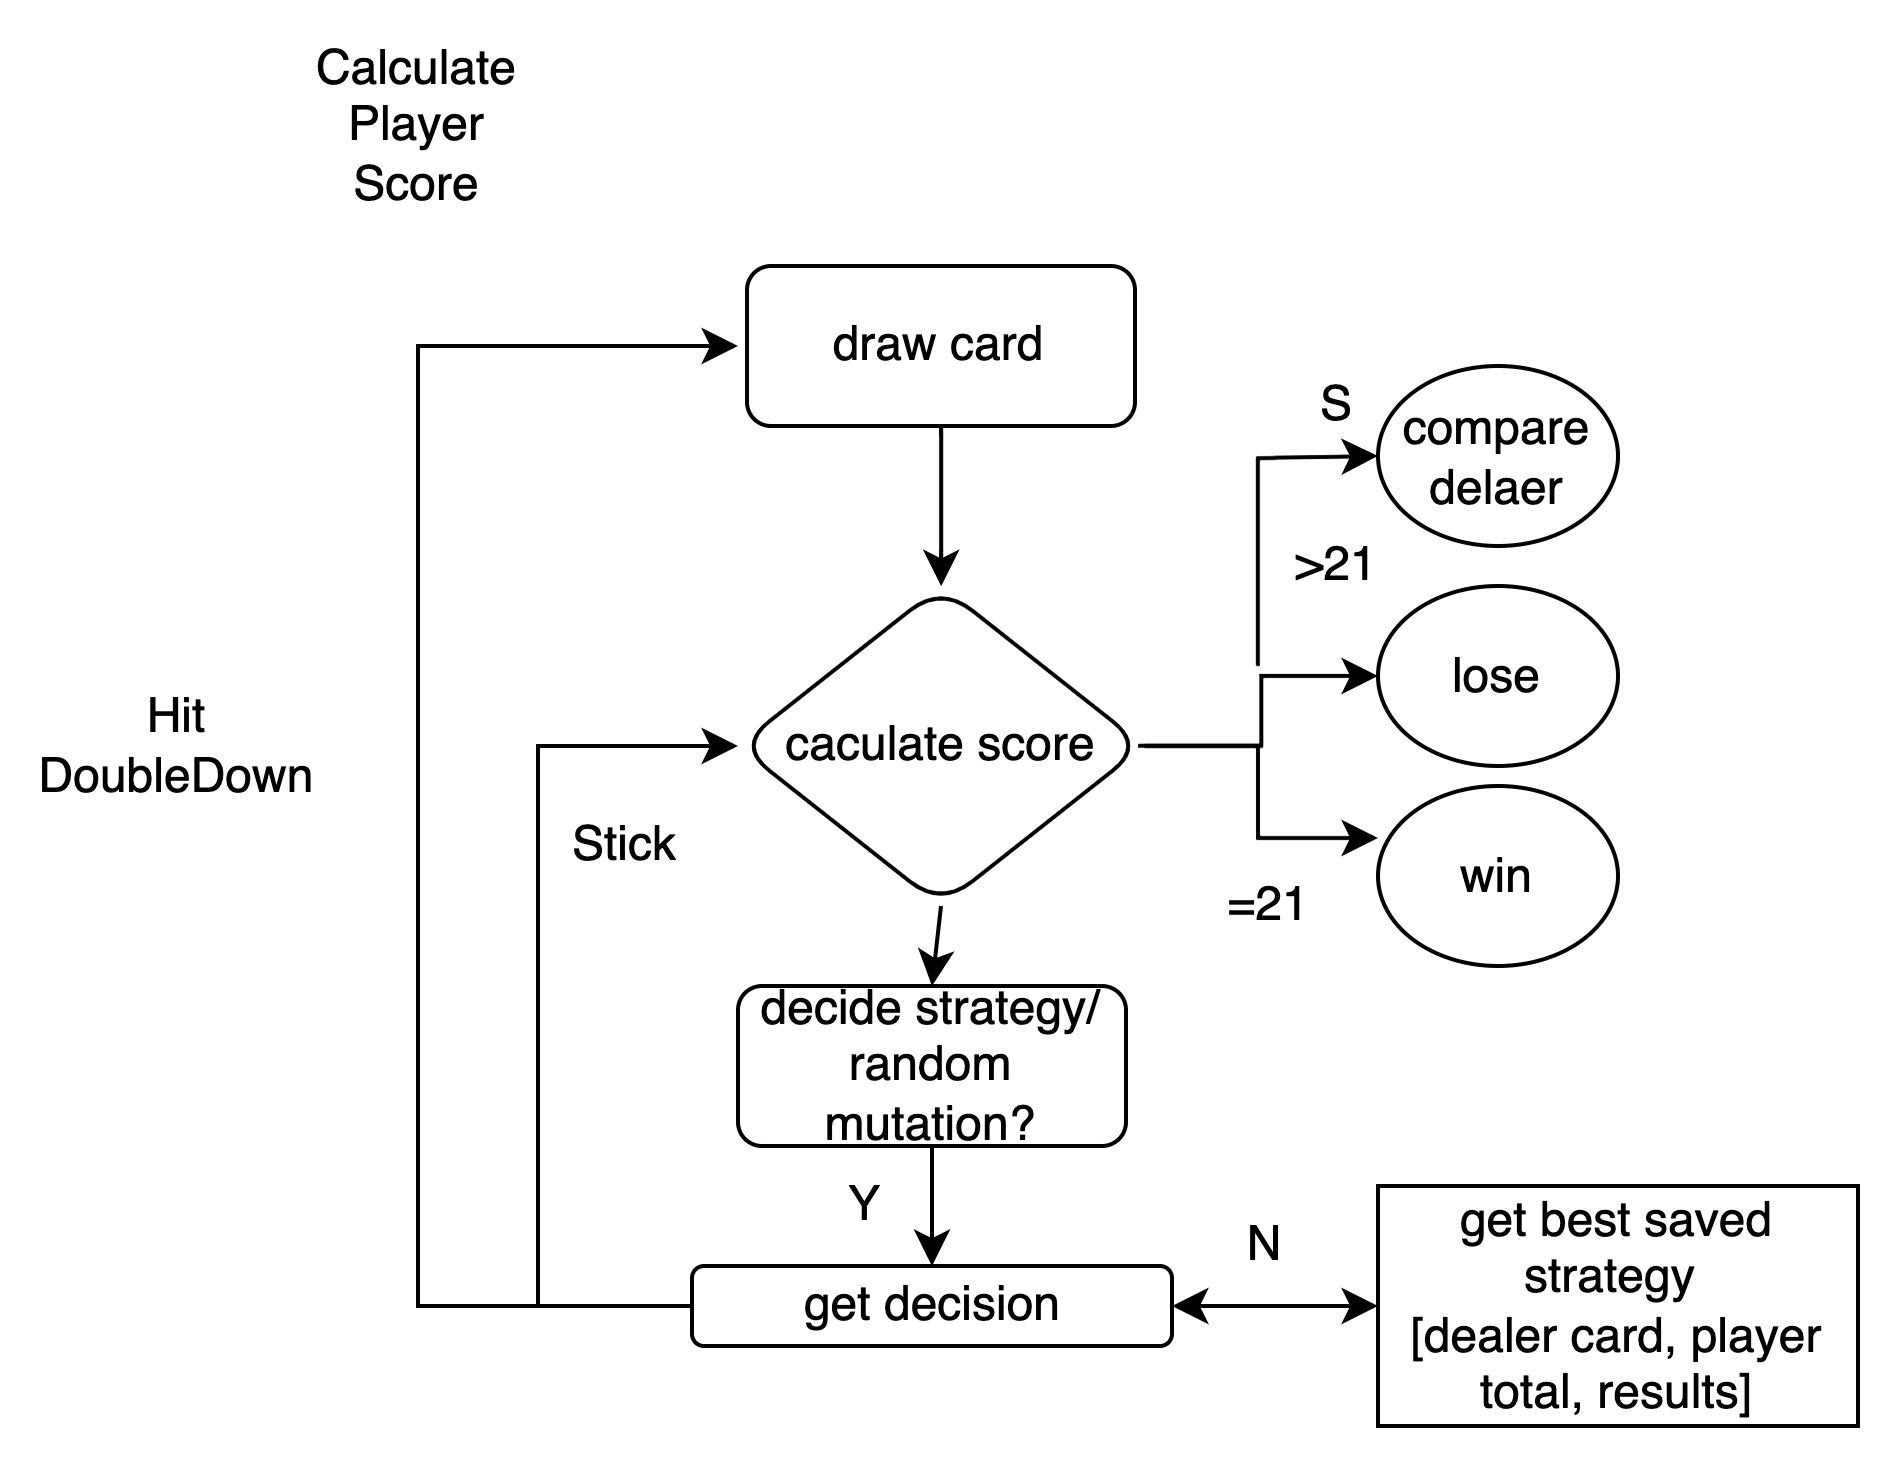 Calculate
Player
Score
draw card
S
compare
delaer
>21
lose
Hit
DoubleDown
caculate score
Stick
win
=21
decide strategy/
random
mutation?
Y
N
get decision
get best saved
strategy
[dealer card, player
total, results]